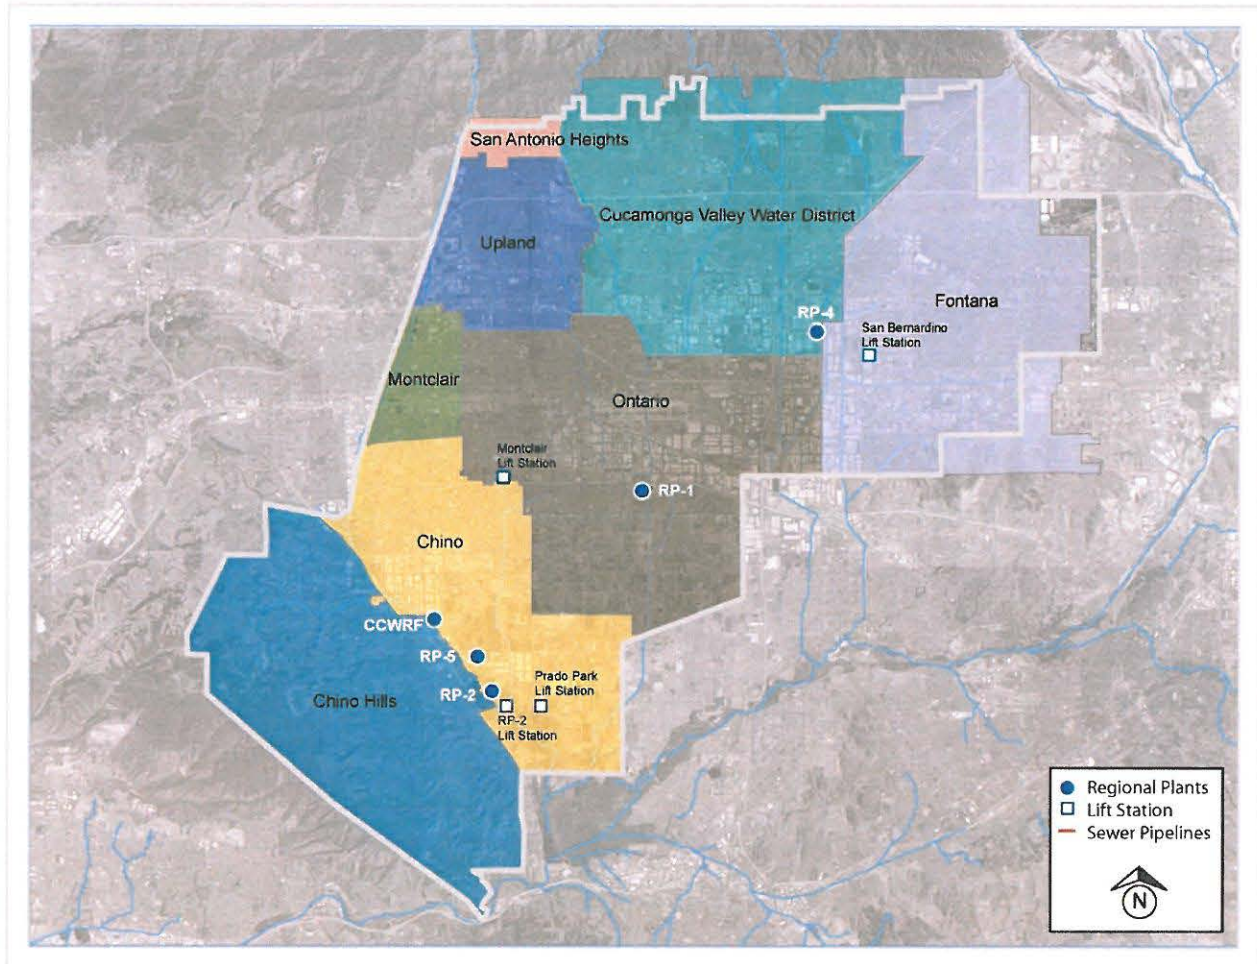 San Antonio Heights
Cucamonga Valley Water District
Upland
Fontana
RP-4
San Bernardino
Lift Station
Montclair
Ontario
Montclair
Lift Station
RP-1
Chino
CCWRF
RP-5
Prado Park
Lift Station
RP-2
Chino Hills
RP-2
Lift Station
Regional Plants
Lift Station
Sewer Pipelines
N